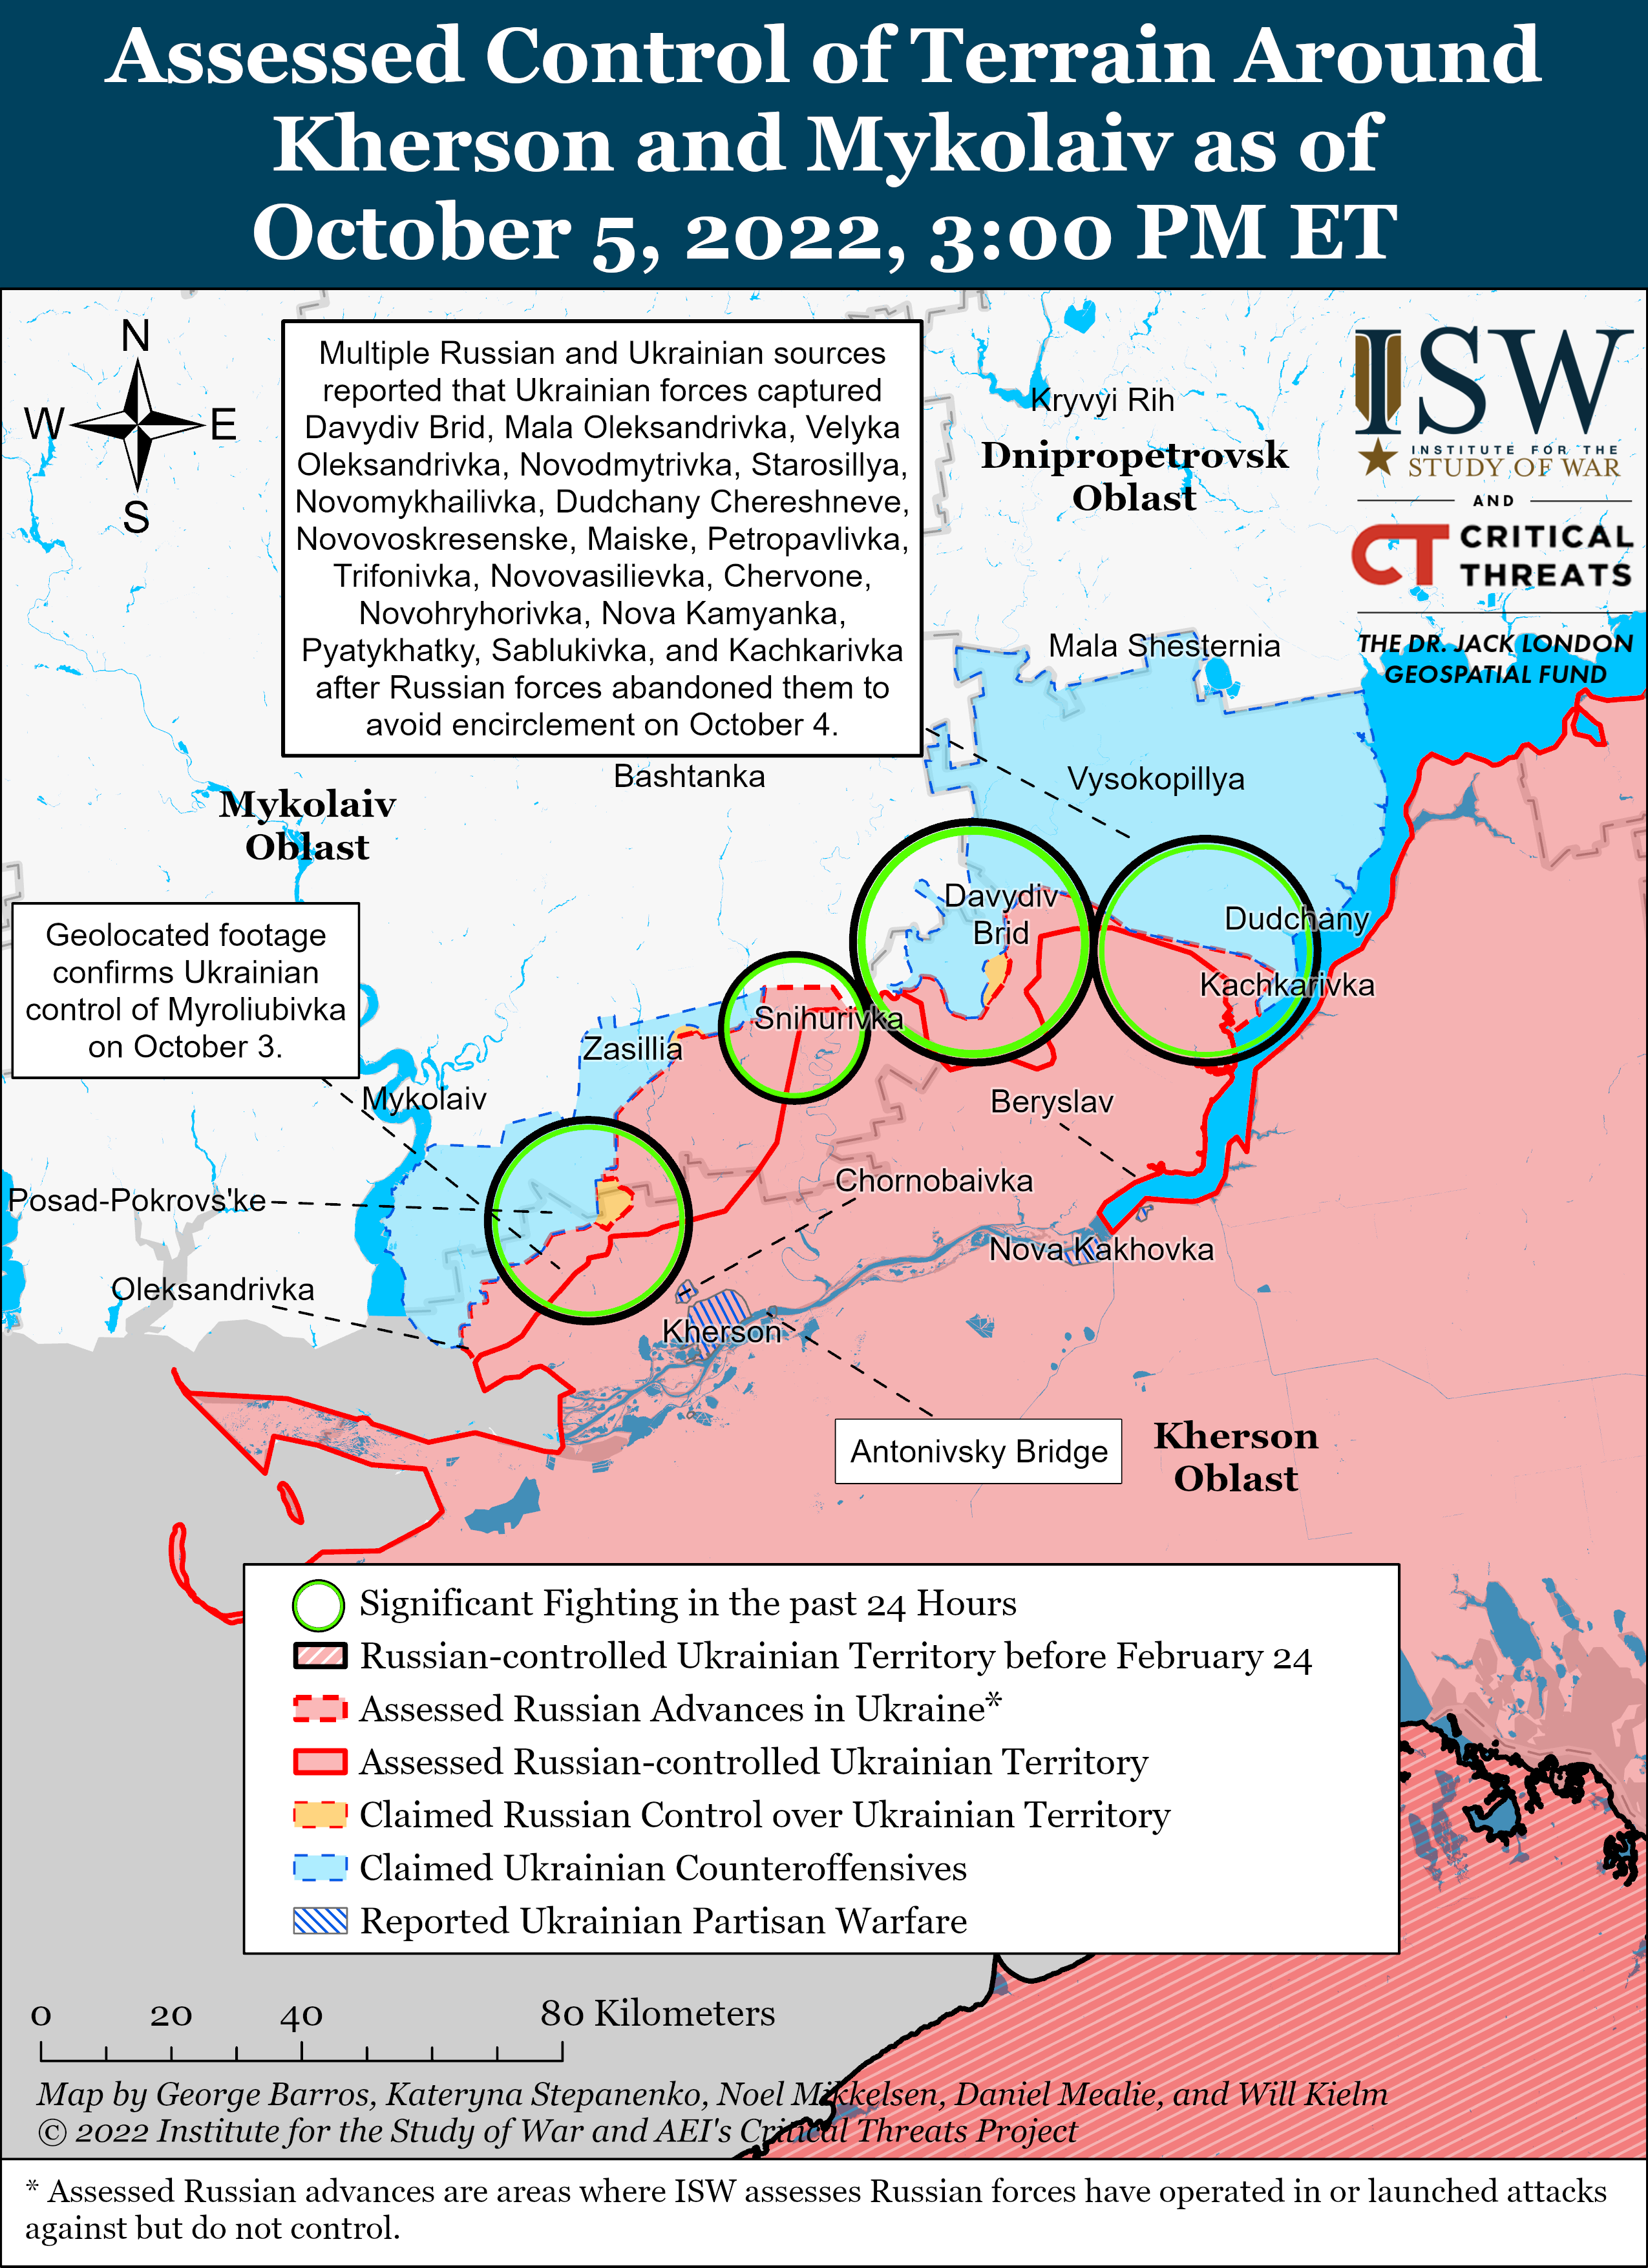 Assessed Control of Terrain Around
Kherson and Mykolaiv as of
October 5, 2022, 3:00 PM ET
N
W
E
S
Multiple Russian and Ukrainian sources
reported that Ukrainian forces captured
Davydiv Brid, Mala Oleksandrivka, Velyka
Oleksandrivka, Novodmytrivka, Starosillya,
Novomykhailivka, Dudchany Chereshneve,
Novovoskresenske, Maiske, Petropavlivka,
Trifonivka, Novovasilievka, Chervone,
Novohryhorivka, Nova Kamyanka,
Pyatykhatky, Sablukivka, and Kachkarivka
after Russian forces abandoned them to
avoid encirclement on October 4.
ISW
INSTITUTE FOR THE
STUDY OF WAR
AND
CT CRITICAL
THREATS
THE DR. JACK LONDON
GEOSPATIAL FUND
Kryvyi Rih
Dnipropetrovsk
Oblast
Mala Shesternia
Bashtanka
Vysokopillya
Mykolaiv
Oblast
Davydiv
Brid
Dudchany
Kachkarivka
Geolocated footage
confirms Ukrainian
control of Myroliubivka
on October 3.
Snihurivka
Zasillia
Mykolaiv
Beryslav
Chornobaivka
Posad-Pokrovs'ke
Nova Kakhovka
Oleksandrivka
Kherson
Antonivsky Bridge
Kherson
Oblast
Significant Fighting in the past 24 Hours
Russian-controlled Ukrainian Territory before February 24
Assessed Russian Advances in Ukraine*
Assessed Russian-controlled Ukrainian Territory
Claimed Russian Control over Ukrainian Territory
Claimed Ukrainian Counteroffensives
Reported Ukrainian Partisan Warfare
0 20 40 80 Kilometers
Map by George Barros, Kateryna Stepanenko, Noel Mikkelsen, Daniel Mealie, and Will Kielm
© 2022 Institute for the Study of War and AEI's Critical Threats Project
* Assessed Russian advances are areas where ISW assesses Russian forces have operated in or launched attacks
against but do not control.